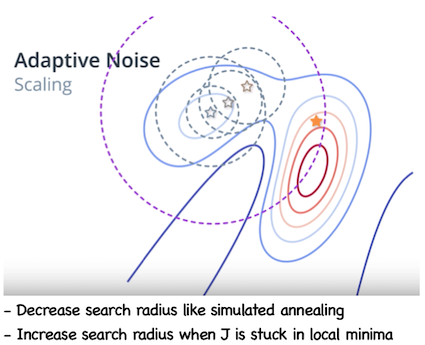 Adaptive Noise
Scaling
- Decrease search radius like simulated annealing
- Increase search radius when J is stuck in local minima